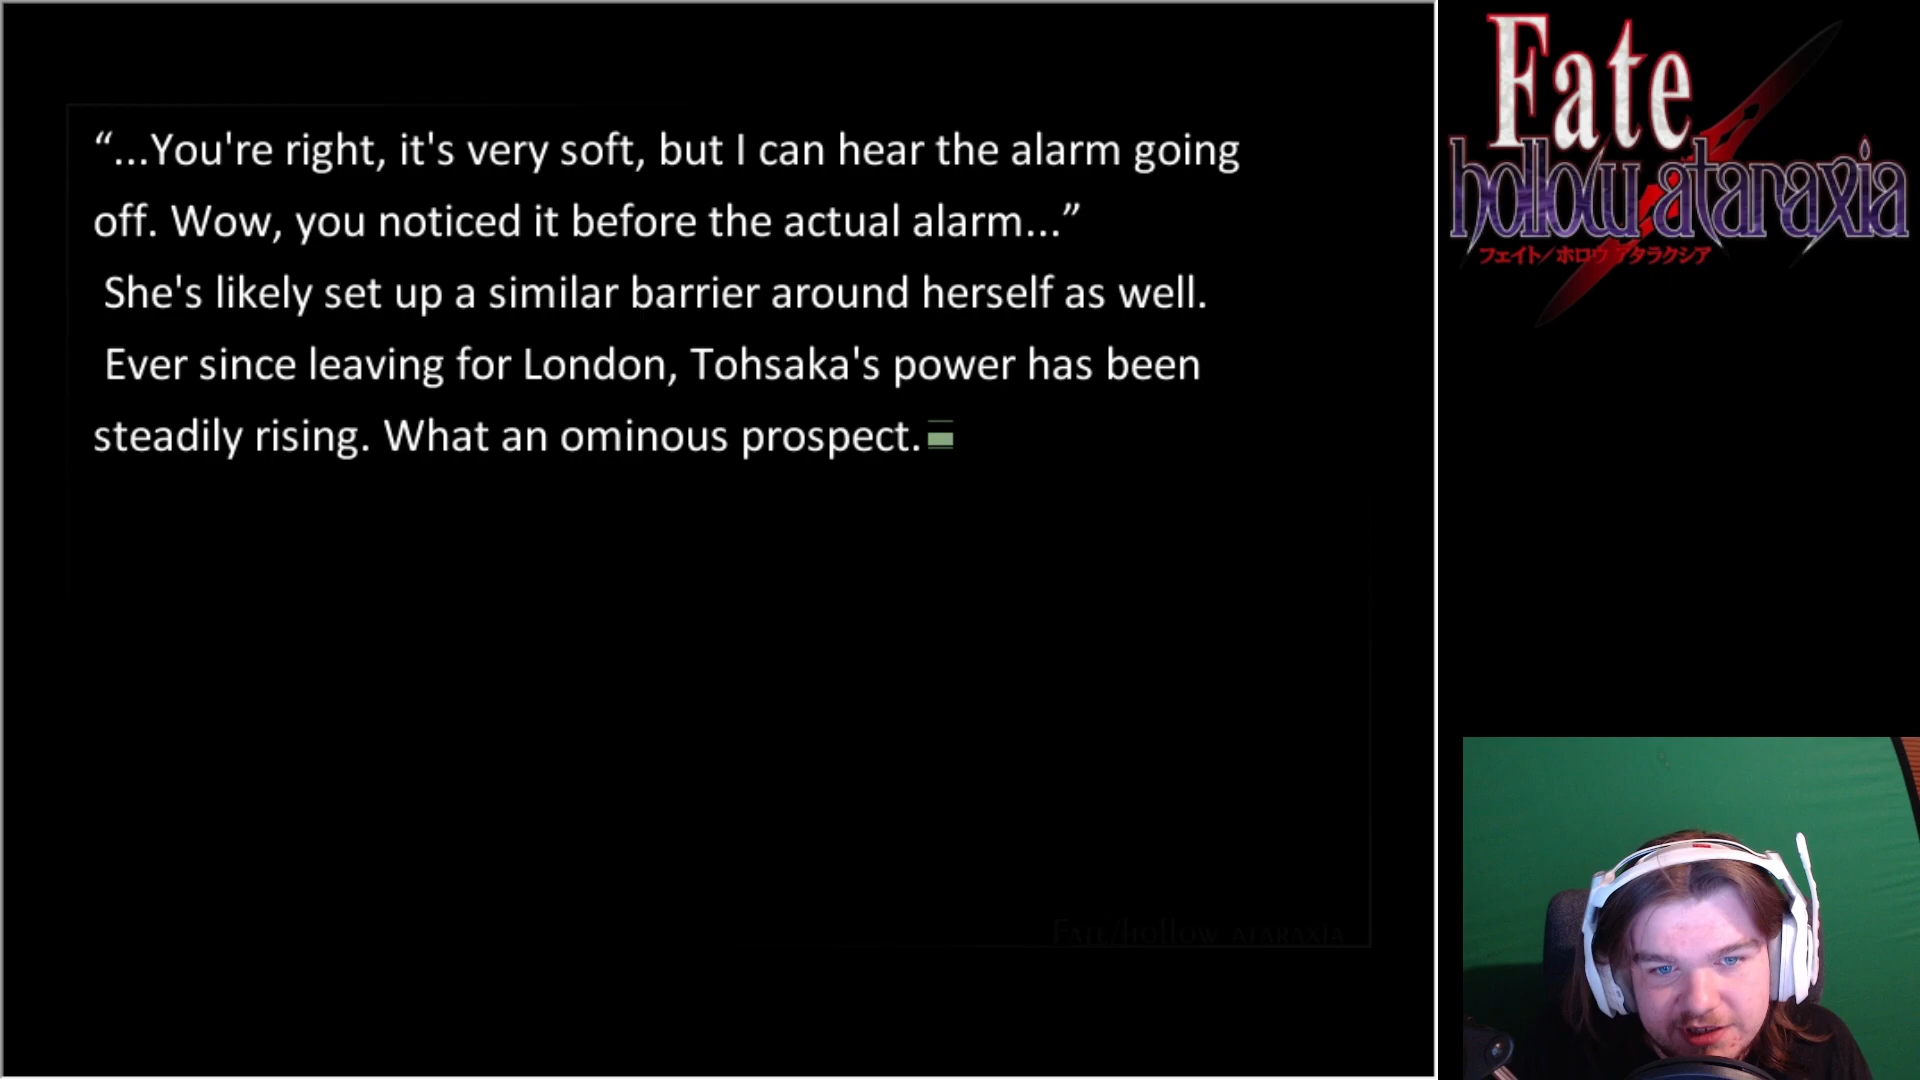 “...You're right, it's very soft, but I can hear the alarm going
off. Wow, you noticed it before the actual alarm...”
She's likely set up a similar barrier around herself as well.
Ever since leaving for London, Tohsaka's power has been
steadily rising. What an ominous prospect.
Fate/hollow ataraxia
Fate
hollow ataraxia
フェイト/ホロウ アタラクシア